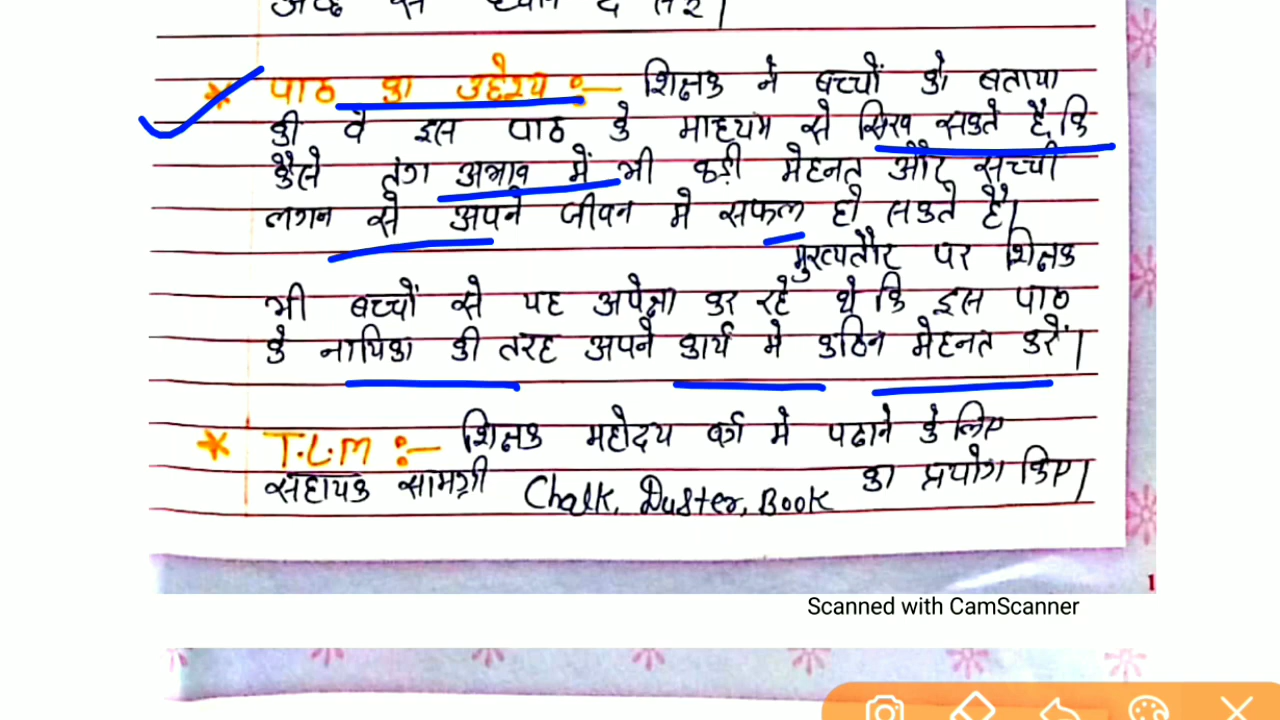 * पाठ का उद्देश्य :- शिक्षक ने बच्चों को बताया
की वे इस पाठ के माध्यम से सिख सकते है कि
कैसे तंग अभाव में भी कड़ी मेहनत और सच्ची
लगन से अपने जीवन मे सफल हो सकते है।
मुख्यतौर पर शिक्षक
भी बच्चों से यह अपेक्षा कर रहे थे कि इस पाठ
के नायिका की तरह अपने कार्य मे कठिन मेहनत करें।
* T.L.M :- शिक्षक महोदय वर्ग मे पढाने के लिए
सहायक सामग्री Chalk, Duster, Book का प्रयोग किए।
1
Scanned with CamScanner